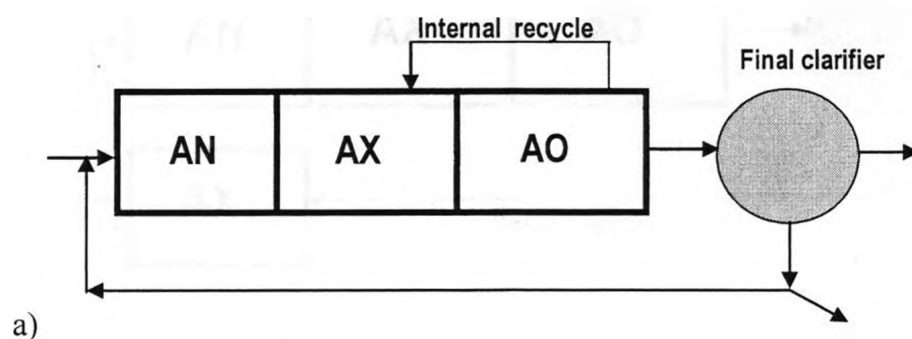 Internal recycle
Final clarifier
AN
AX
AO
a)